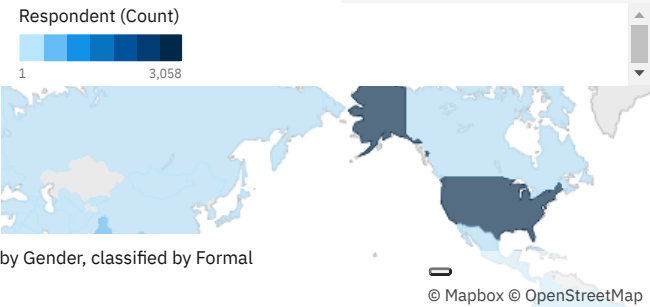 Respondent (Count)
1 3,058
by Gender, classified by Formal
© Mapbox © OpenStreetMap